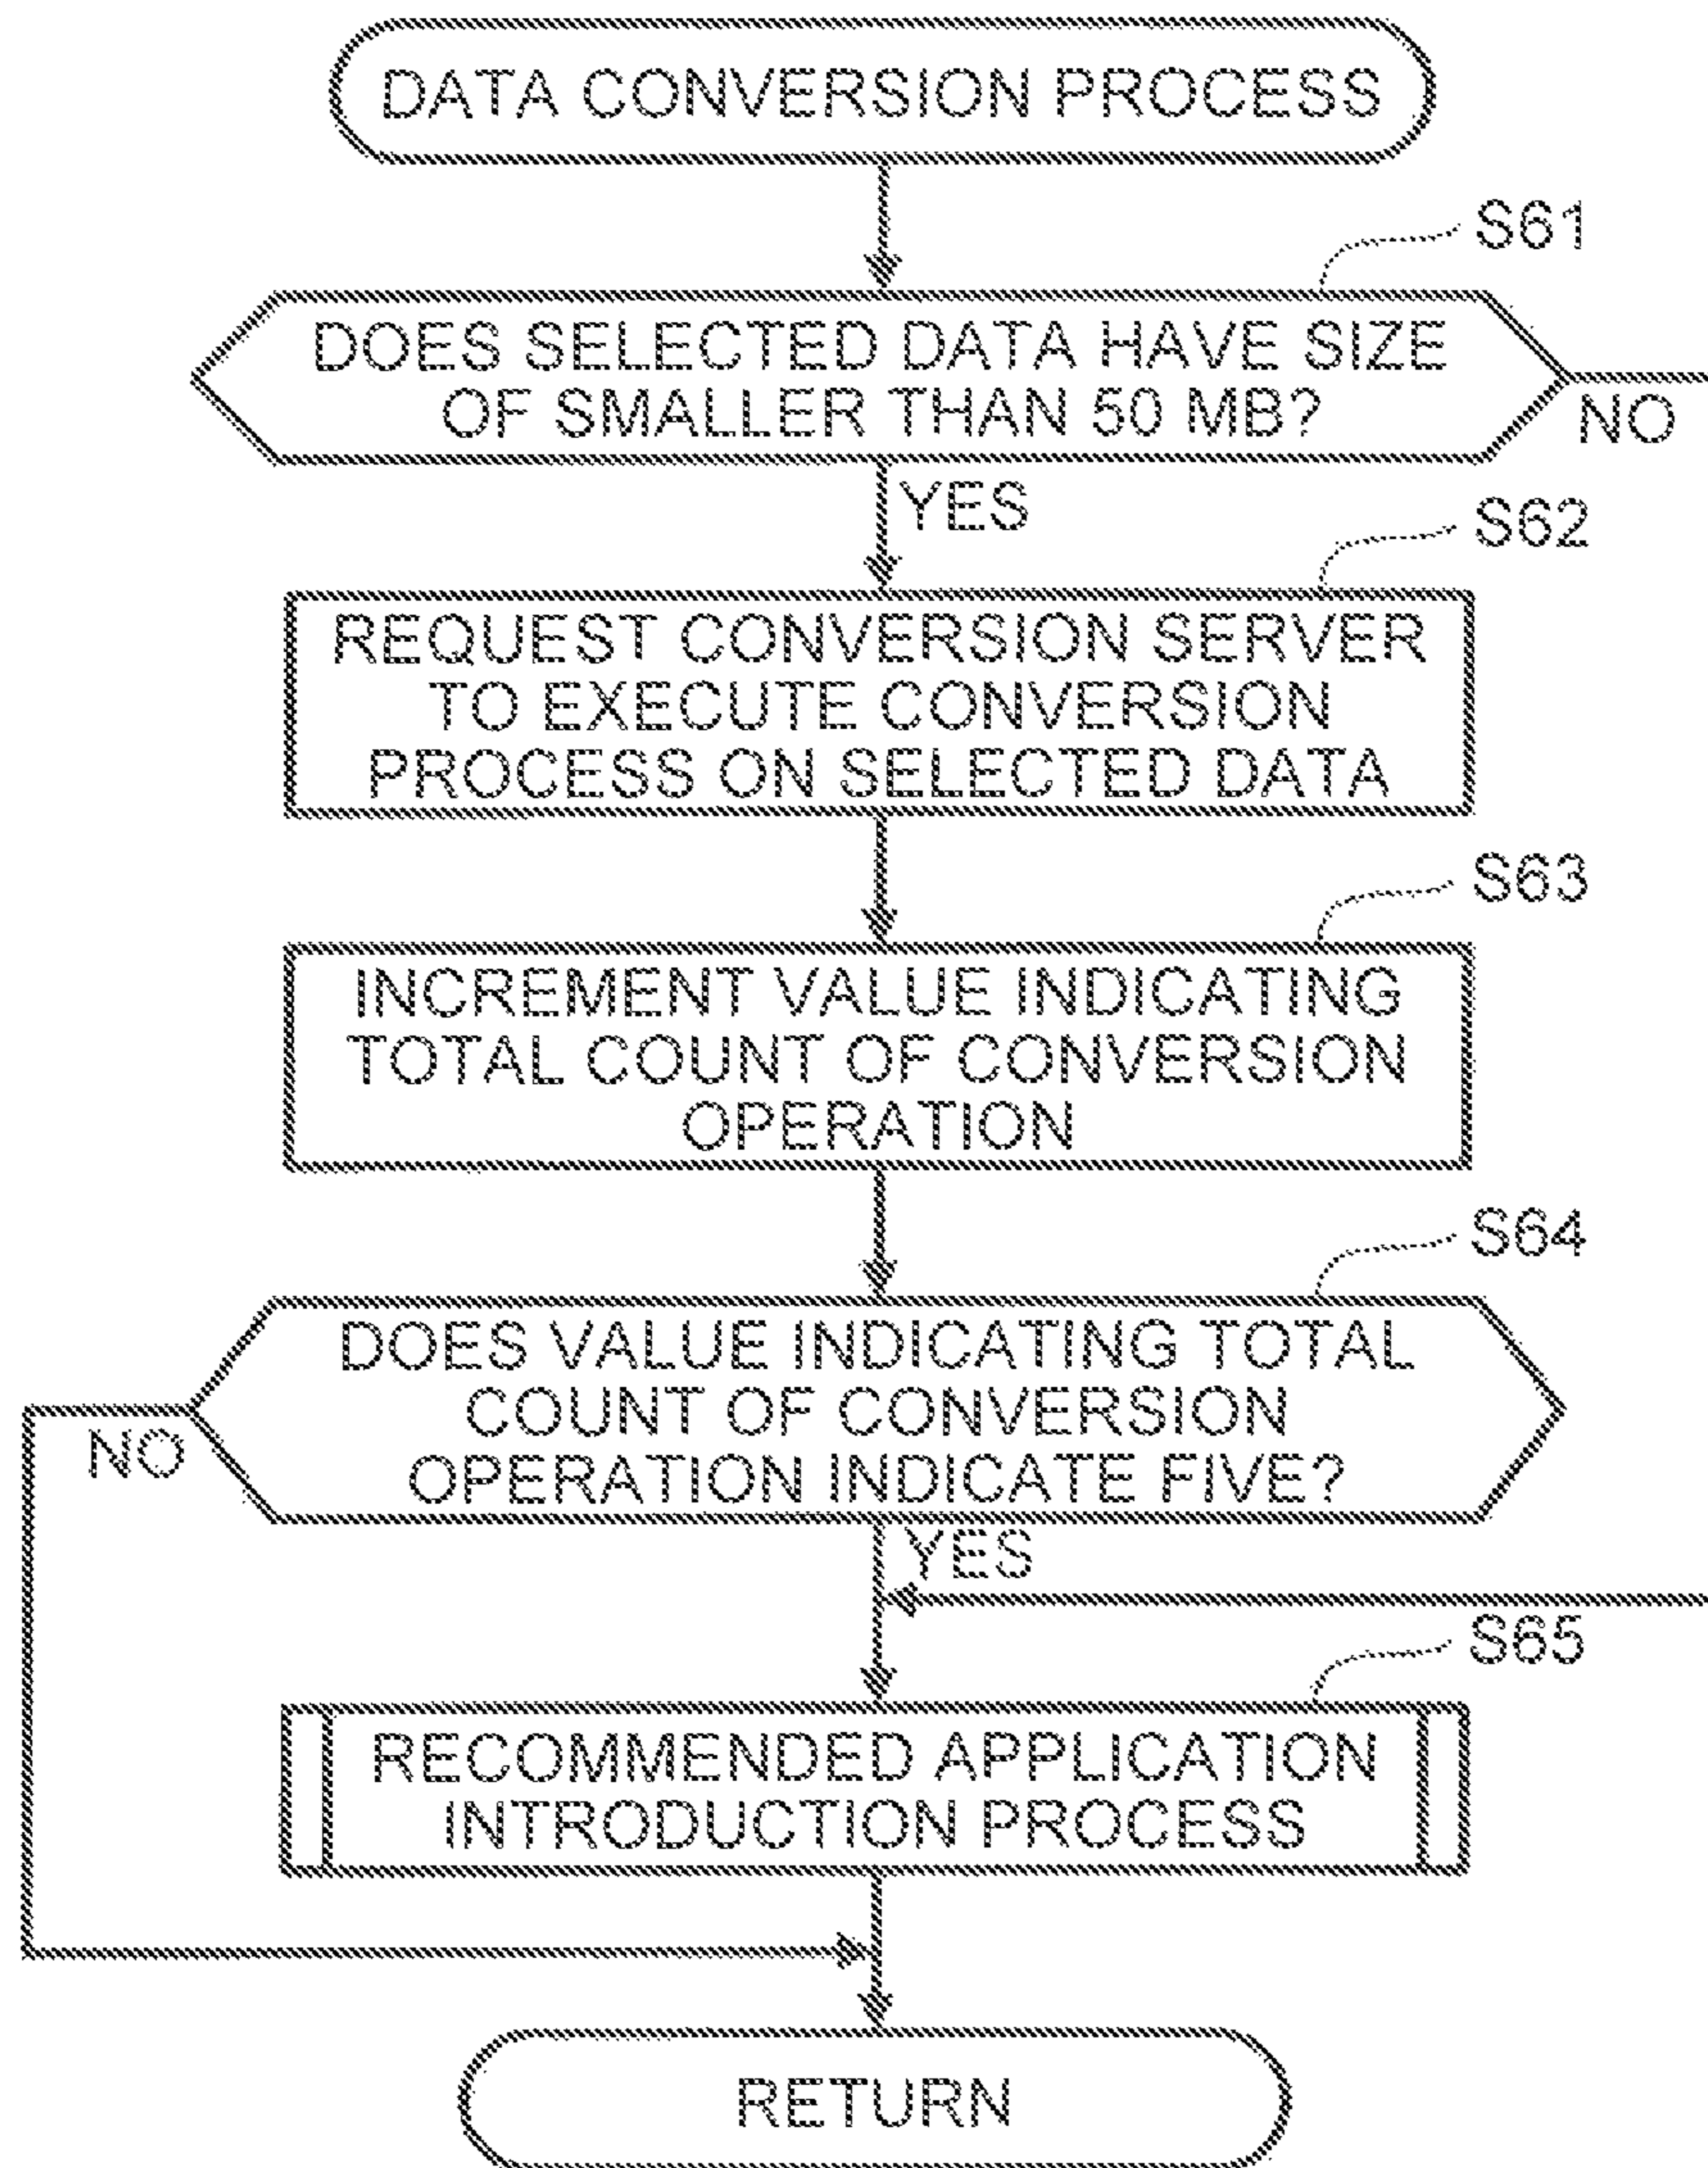 DATA CONVERSION PROCESS
S61
DOES SELECTED DATA HAVE SIZE
OF SMALLER THAN 50 MB?
NO
YES
S62
REQUEST CONVERSION SERVER
TO EXECUTE CONVERSION
PROCESS ON SELECTED DATA
S63
INCREMENT VALUE INDICATING
TOTAL COUNT OF CONVERSION
OPERATION
S64
DOES VALUE INDICATING TOTAL
COUNT OF CONVERSION
OPERATION INDICATE FIVE?
NO
YES
S65
RECOMMENDED APPLICATION
INTRODUCTION PROCESS
RETURN